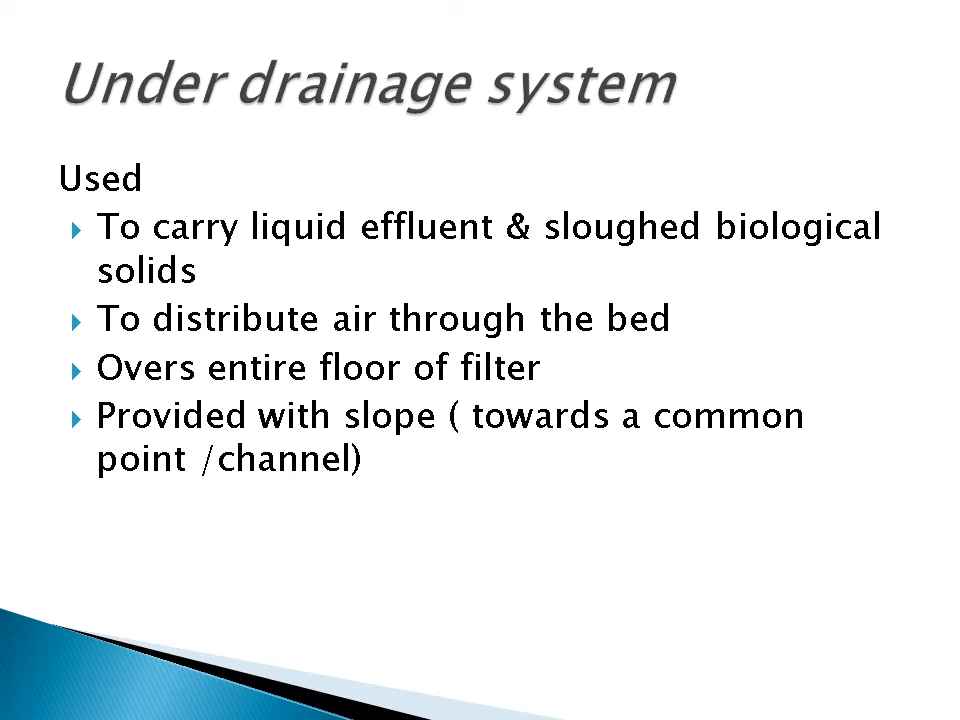 Under drainage system
Used
To carry liquid effluent & sloughed biological
solids
To distribute air through the bed
Overs entire floor of filter
Provided with slope ( towards a common
point /channel)